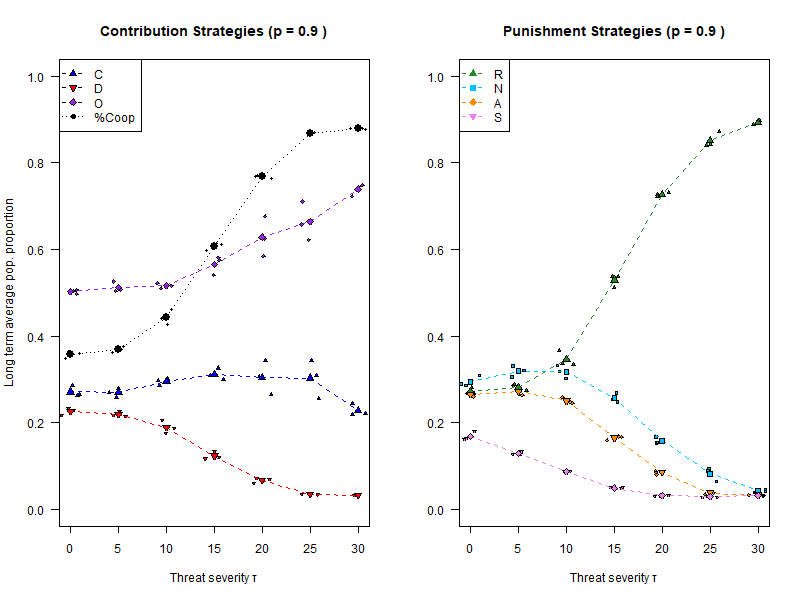 Contribution Strategies (p = 0.9 )
Long term average pop. proportion
1.0
0.8
0.6
0.4
0.2
0.0
C
D
O
%Coop
0 5 10 15 20 25 30
Threat severity τ
Punishment Strategies (p = 0.9 )
1.0
0.8
0.6
0.4
0.2
0.0
R
N
A
S
0 5 10 15 20 25 30
Threat severity τ